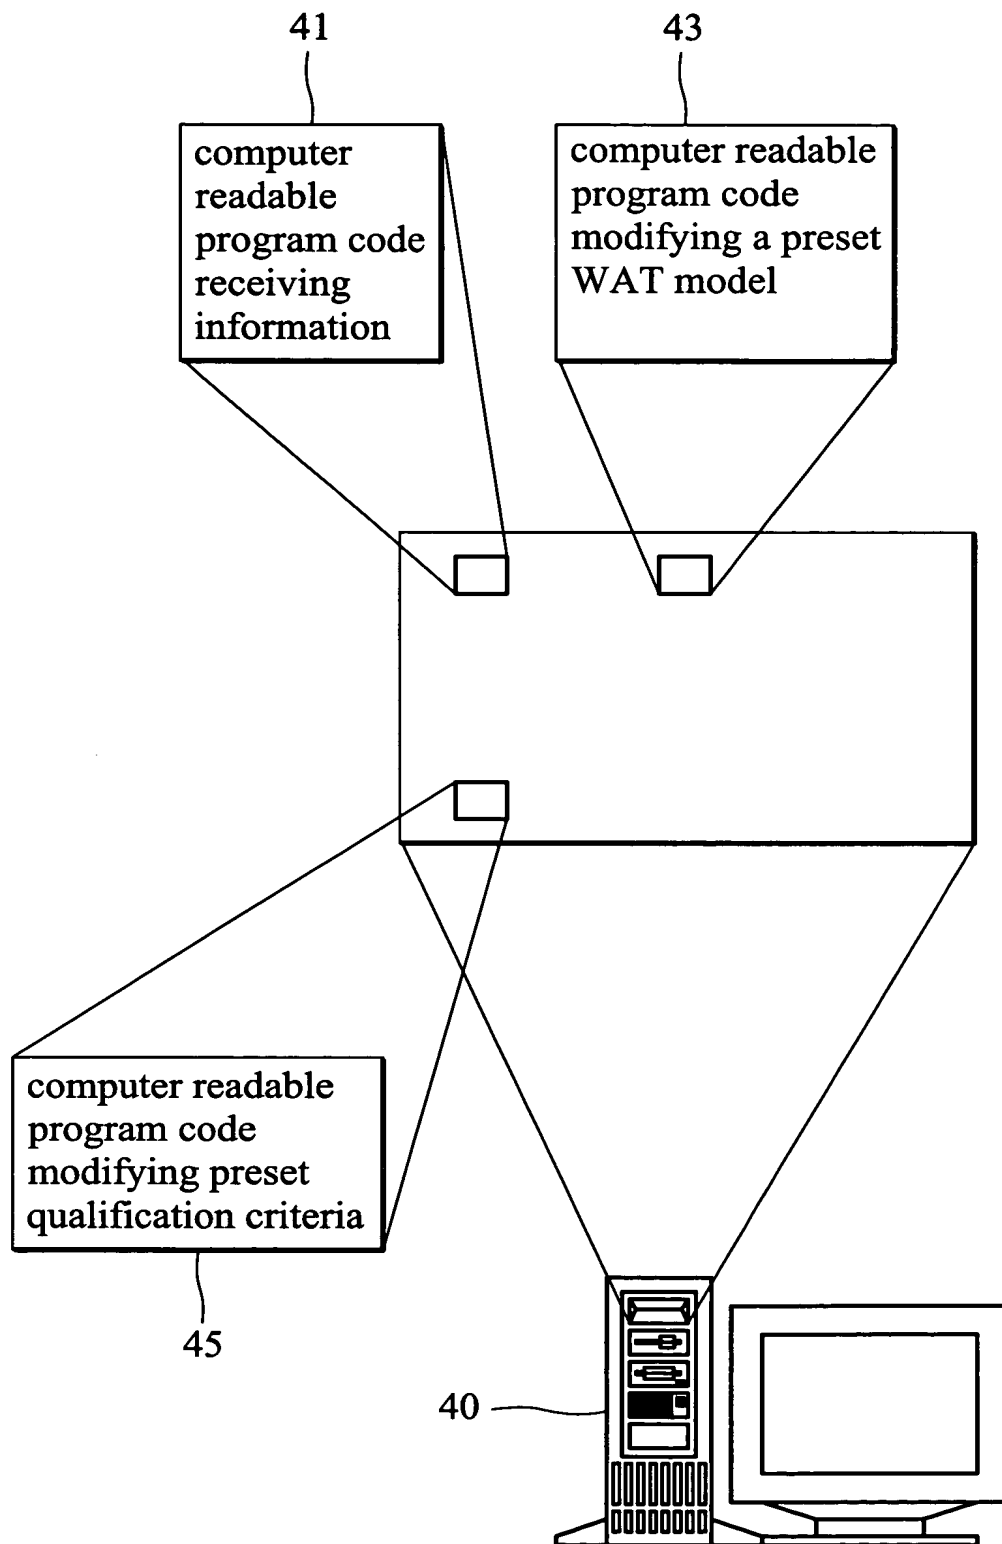 41
43
computer
readable
program code
receiving
information
computer readable
program code
modifying a preset
WAT model
computer readable
program code
modifying preset
qualification criteria
45
40